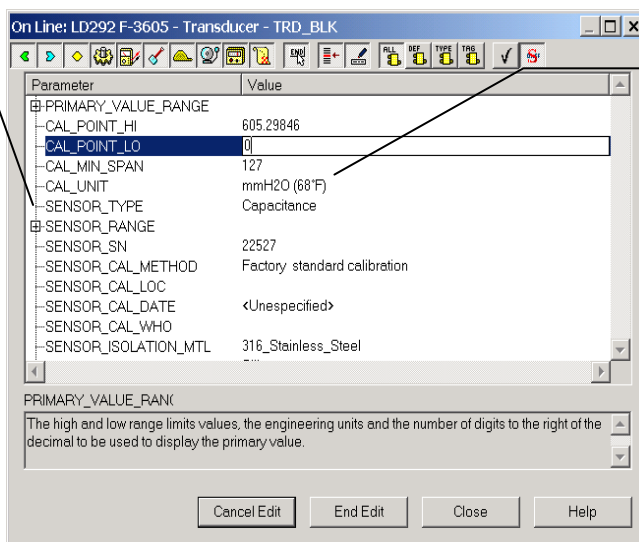 On Line: LD292 F-3605 - Transducer - TRD_BLK
END ALL DEF TYPE TAG
Parameter Value
PRIMARY_VALUE_RANGE
CAL_POINT_HI 605.29846
CAL_POINT_LO 0
CAL_MIN_SPAN 127
CAL_UNIT mmH2O (68°F)
SENSOR_TYPE Capacitance
SENSOR_RANGE
SENSOR_SN 22527
SENSOR_CAL_METHOD Factory standard calibration
SENSOR_CAL_LOC
SENSOR_CAL_DATE <Unspecified>
SENSOR_CAL_WHO
SENSOR_ISOLATION_MTL 316_Stainless_Steel
PRIMARY_VALUE_RAN(
The high and low range limits values, the engineering units and the number of digits to the right of the
decimal to be used to display the primary value.
Cancel Edit End Edit Close Help